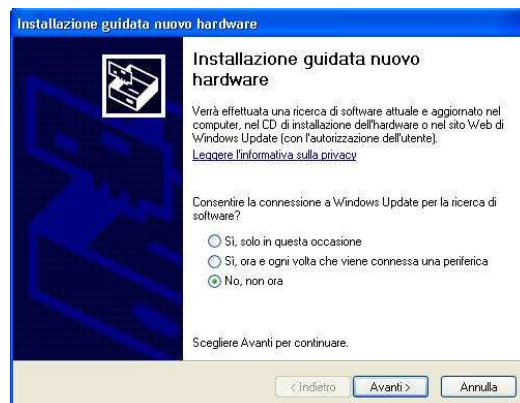 Installazione guidata nuovo hardware
Installazione guidata nuovo
hardware
Verrà effettuata una ricerca di software attuale e aggiornato nel
computer, nel CD di installazione dell'hardware o nel sito Web di
Windows Update (con l'autorizzazione dell'utente).
Leggere l'informativa sulla privacy
Consentire la connessione a Windows Update per la ricerca di
software?
Sì, solo in questa occasione
Sì, ora e ogni volta che viene connessa una periferica
No, non ora
Scegliere Avanti per continuare.
< Indietro Avanti > Annulla